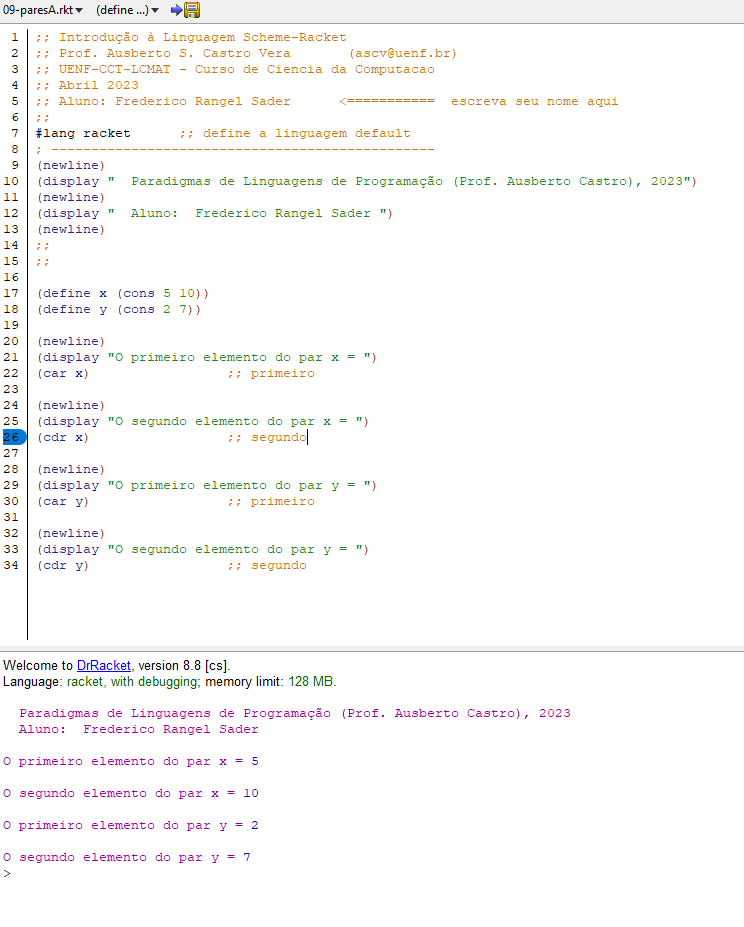 09-paresA.rkt (define ...)
1 ;; Introdução à Linguagem Scheme-Racket
2 ;; Prof. Ausberto S. Castro Vera       (ascv@uenf.br)
3 ;; UENF-CCT-LCMAT - Curso de Ciencia da Computacao
4 ;; Abril 2023
5 ;; Aluno: Frederico Rangel Sader      <===========  escreva seu nome aqui
6 ;;
7 #lang racket      ;; define a linguagem default
8 ; ------------------------------------------------
9 (newline)
10 (display "  Paradigmas de Linguagens de Programação (Prof. Ausberto Castro), 2023")
11 (newline)
12 (display "  Aluno:  Frederico Rangel Sader ")
13 (newline)
14 ;;
15 ;;
16
17 (define x (cons 5 10))
18 (define y (cons 2 7))
19
20 (newline)
21 (display "O primeiro elemento do par x = ")
22 (car x)                 ;; primeiro
23
24 (newline)
25 (display "O segundo elemento do par x = ")
26 (cdr x)                 ;; segundo
27
28 (newline)
29 (display "O primeiro elemento do par y = ")
30 (car y)                 ;; primeiro
31
32 (newline)
33 (display "O segundo elemento do par y = ")
34 (cdr y)                 ;; segundo
Welcome to DrRacket, version 8.8 [cs].
Language: racket, with debugging; memory limit: 128 MB.
  Paradigmas de Linguagens de Programação (Prof. Ausberto Castro), 2023
  Aluno:  Frederico Rangel Sader
O primeiro elemento do par x = 5
O segundo elemento do par x = 10
O primeiro elemento do par y = 2
O segundo elemento do par y = 7
>